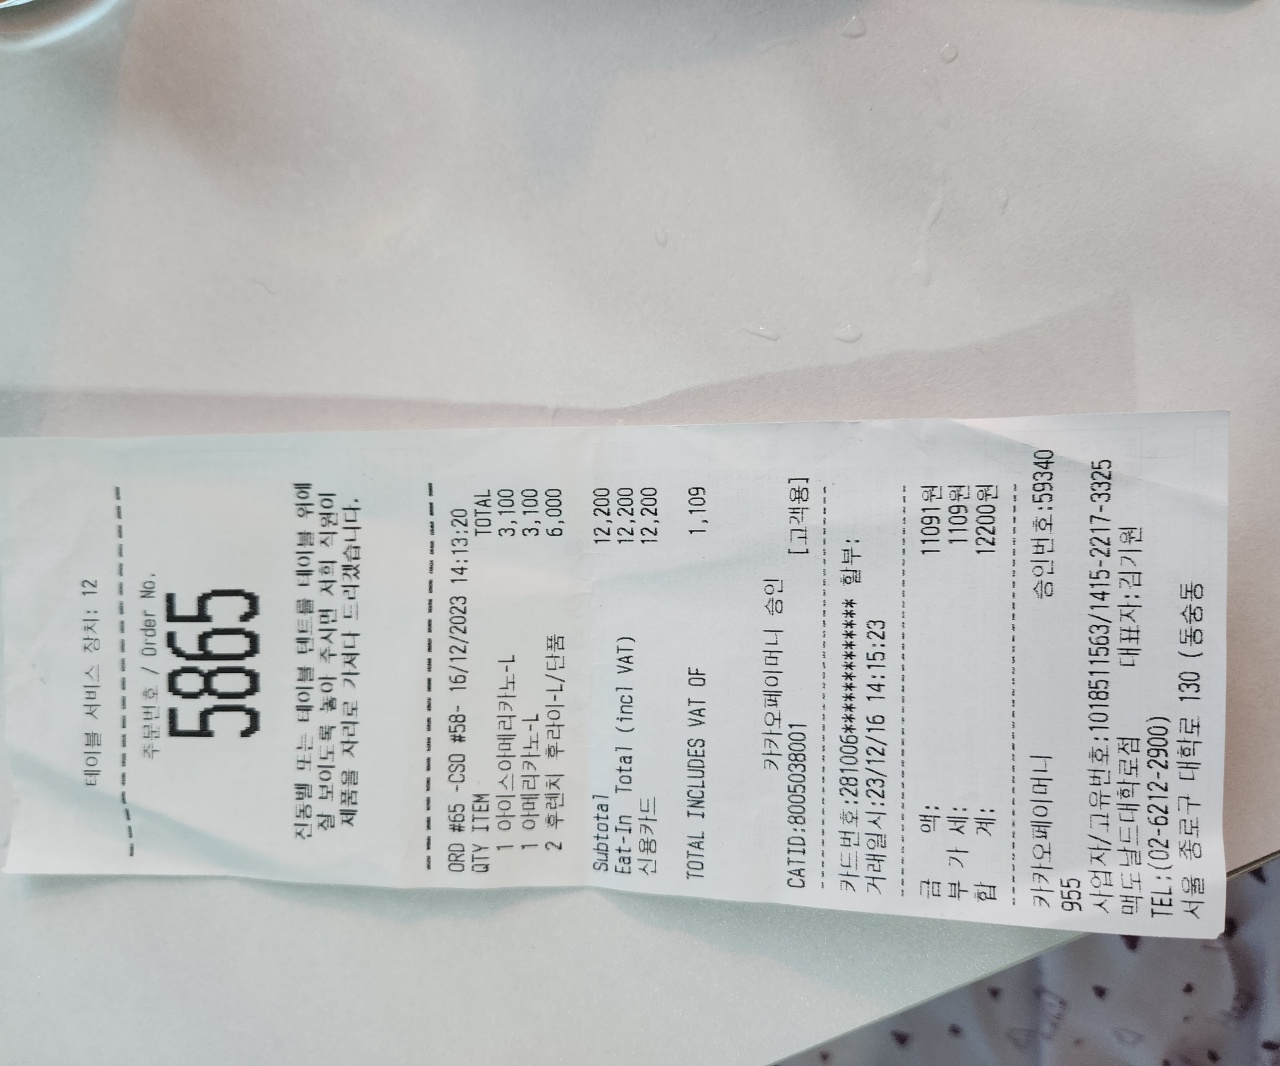 테이블 서비스 장치: 12
주문번호 / Order No.
5865
진동벨 또는 테이블 텐트를 테이블 위에
잘 보이도록 놓아 주시면 저희 직원이
제품을 자리로 가져다 드리겠습니다.
ORD #65 -CSO #58- 16/12/2023 14:13:20
QTY ITEM TOTAL
1 아이스아메리카노-L 3,100
1 아메리카노-L 3,100
2 후렌치 후라이-L/단품 6,000
Subtotal 12,200
Eat-In Total (incl VAT) 12,200
신용카드 12,200
TOTAL INCLUDES VAT OF 1,109
카카오페이머니 승인
CATID:8005038001 [고객용]
카드번호:281006************** 할부:
거래일시:23/12/16 14:15:23
금 액: 11091원
부 가 세: 1109원
합 계: 12200원
카카오페이머니 승인번호:59340
955
사업자/고유번호:1018511563/1415-2217-3325
맥도날드대학로점 대표자:김기원
TEL:(02-6212-2900)
서울 종로구 대학로 130 (동숭동